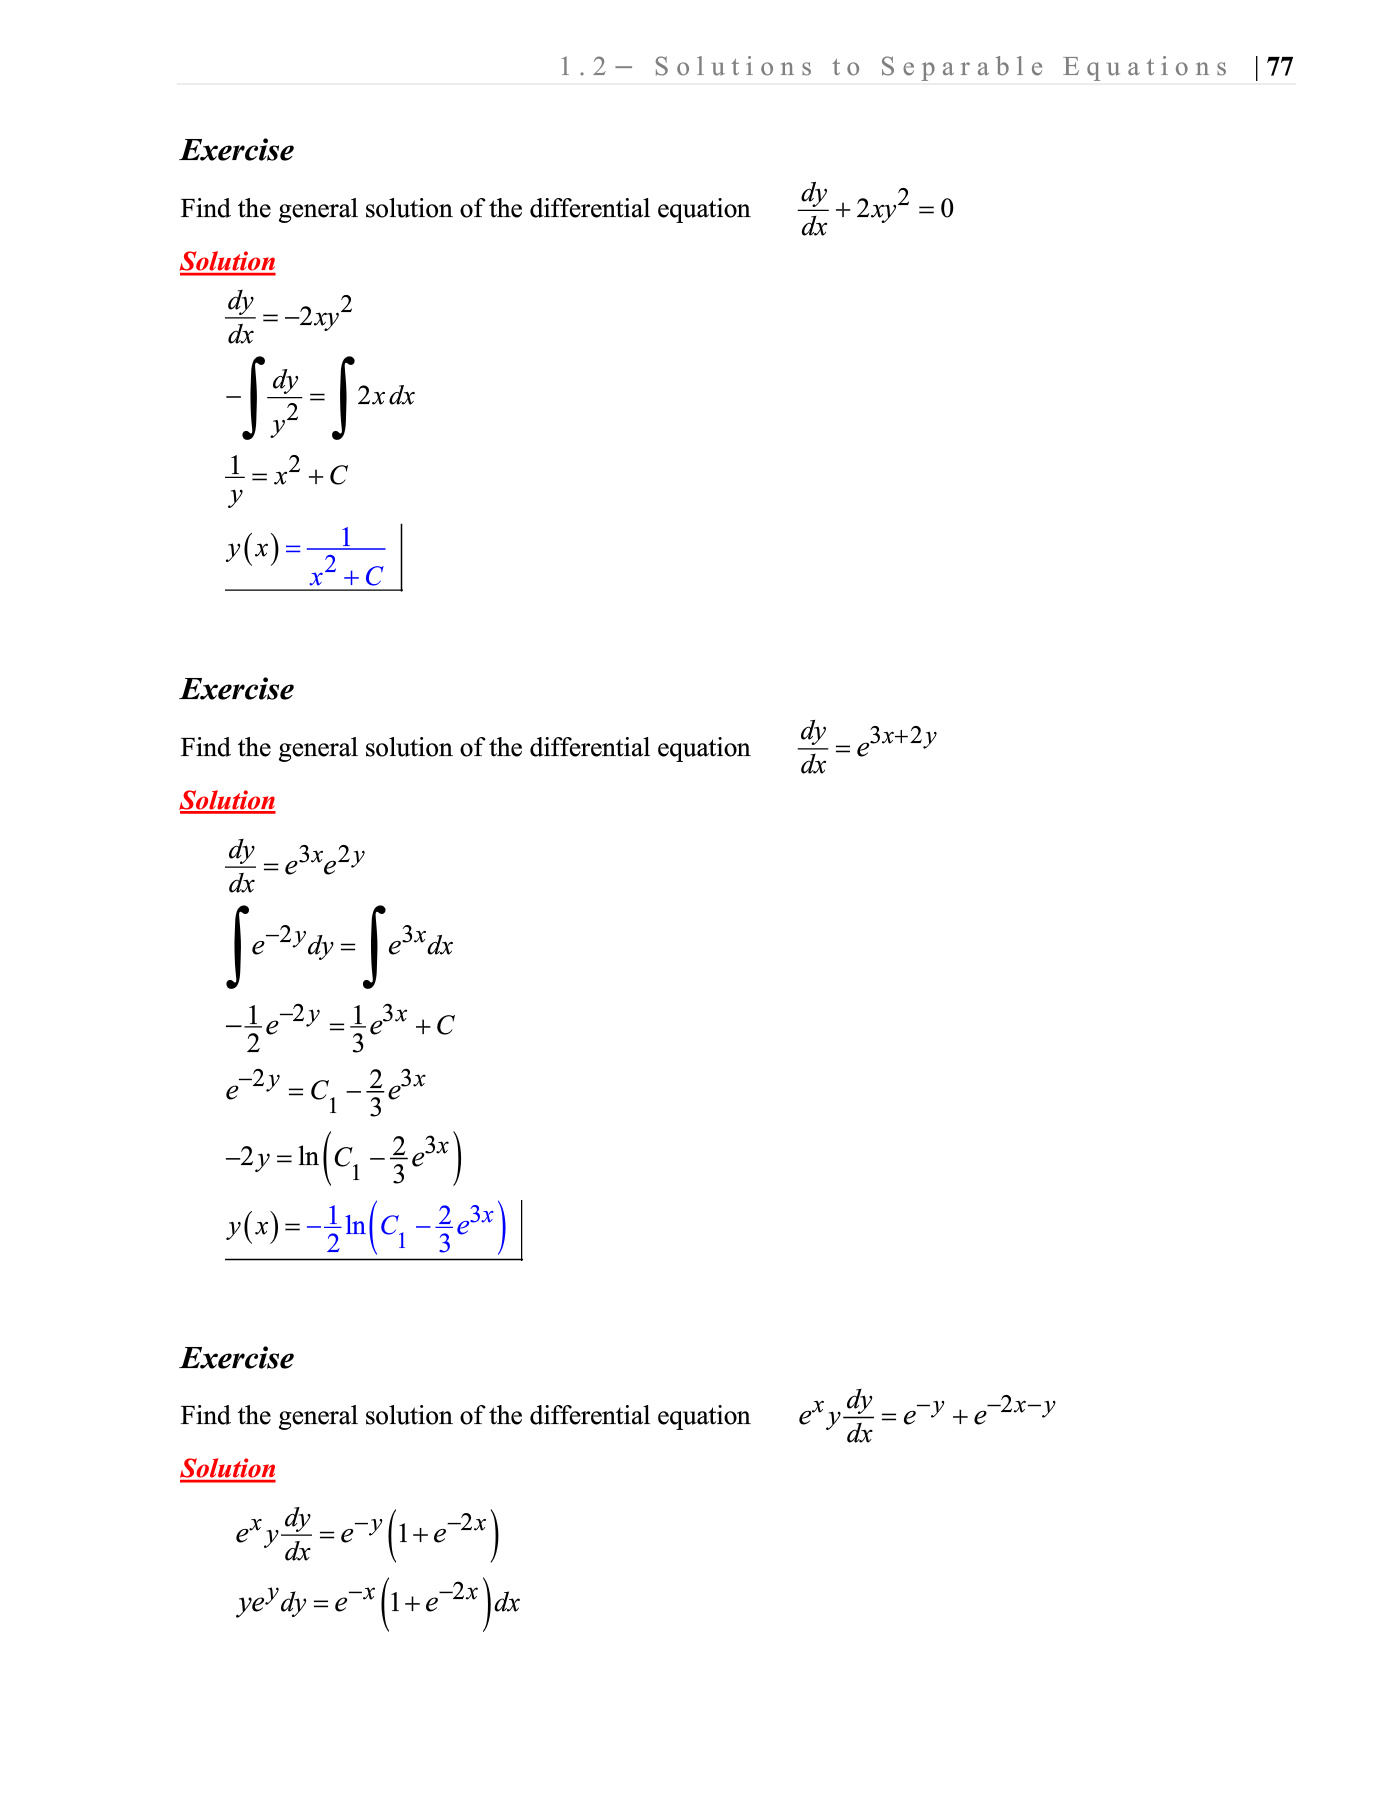 1.2− Solutions to Separable Equations |77
Exercise
Find the general solution of the differential equation $\frac{dy}{dx} + 2xy^2 = 0$
Solution
$\frac{dy}{dx} = -2xy^2$
$-\int \frac{dy}{y^2} = \int 2x\,dx$
$\frac{1}{y} = x^2 + C$
$y(x) = \frac{1}{x^2 + C}$
Exercise
Find the general solution of the differential equation $\frac{dy}{dx} = e^{3x+2y}$
Solution
$\frac{dy}{dx} = e^{3x}e^{2y}$
$\int e^{-2y}dy = \int e^{3x}dx$
$-\frac{1}{2}e^{-2y} = \frac{1}{3}e^{3x} + C$
$e^{-2y} = C_1 - \frac{2}{3}e^{3x}$
$-2y = \ln\left(C_1 - \frac{2}{3}e^{3x}\right)$
$y(x) = -\frac{1}{2}\ln\left(C_1 - \frac{2}{3}e^{3x}\right)$
Exercise
Find the general solution of the differential equation $e^x y\frac{dy}{dx} = e^{-y} + e^{-2x-y}$
Solution
$e^x y\frac{dy}{dx} = e^{-y}\left(1 + e^{-2x}\right)$
$ye^y dy = e^{-x}\left(1 + e^{-2x}\right)dx$